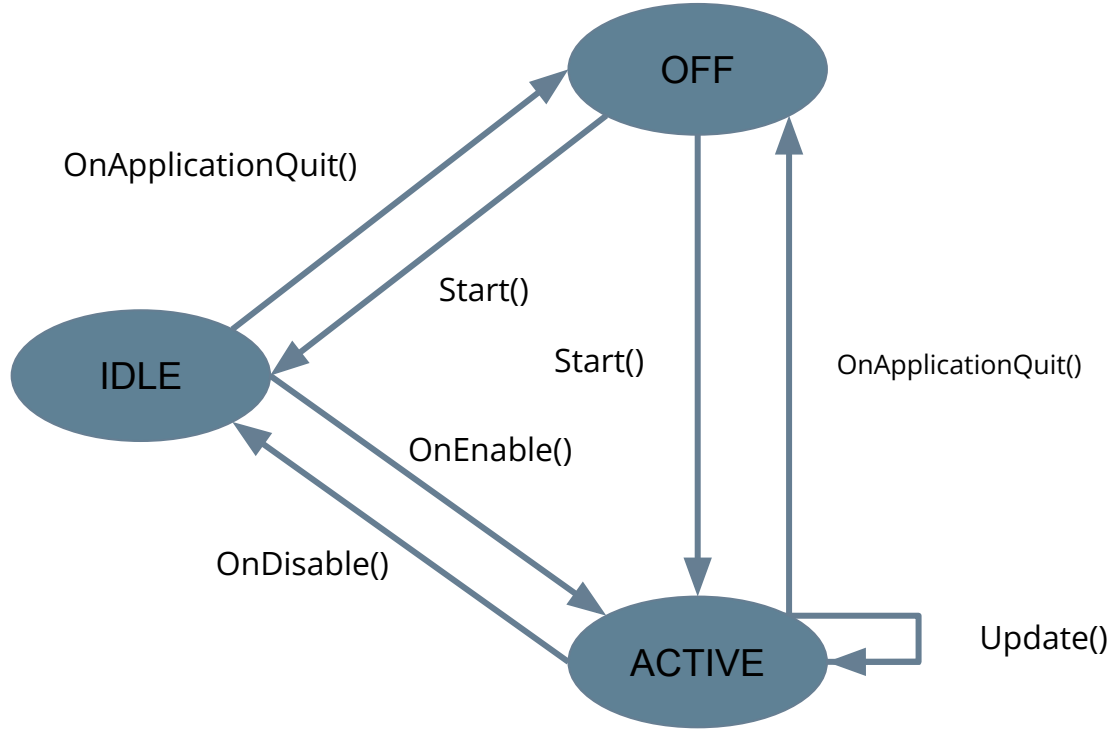 OFF
OnApplicationQuit()
Start()
Start()
OnApplicationQuit()
IDLE
OnEnable()
OnDisable()
Update()
ACTIVE